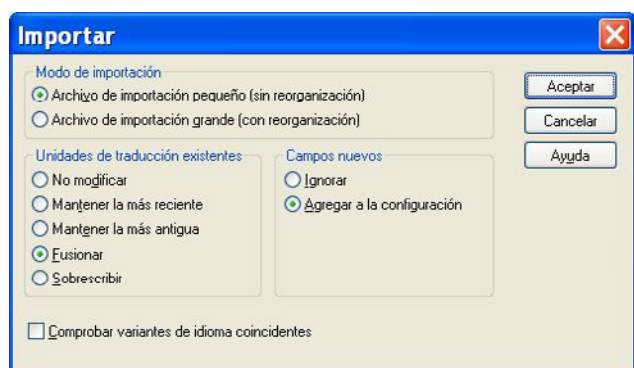 Importar
Modo de importación
Archivo de importación pequeño (sin reorganización)
Archivo de importación grande (con reorganización)
Aceptar
Cancelar
Ayuda
Unidades de traducción existentes
No modificar
Mantener la más reciente
Mantener la más antigua
Fusionar
Sobrescribir
Campos nuevos
Ignorar
Agregar a la configuración
Comprobar variantes de idioma coincidentes